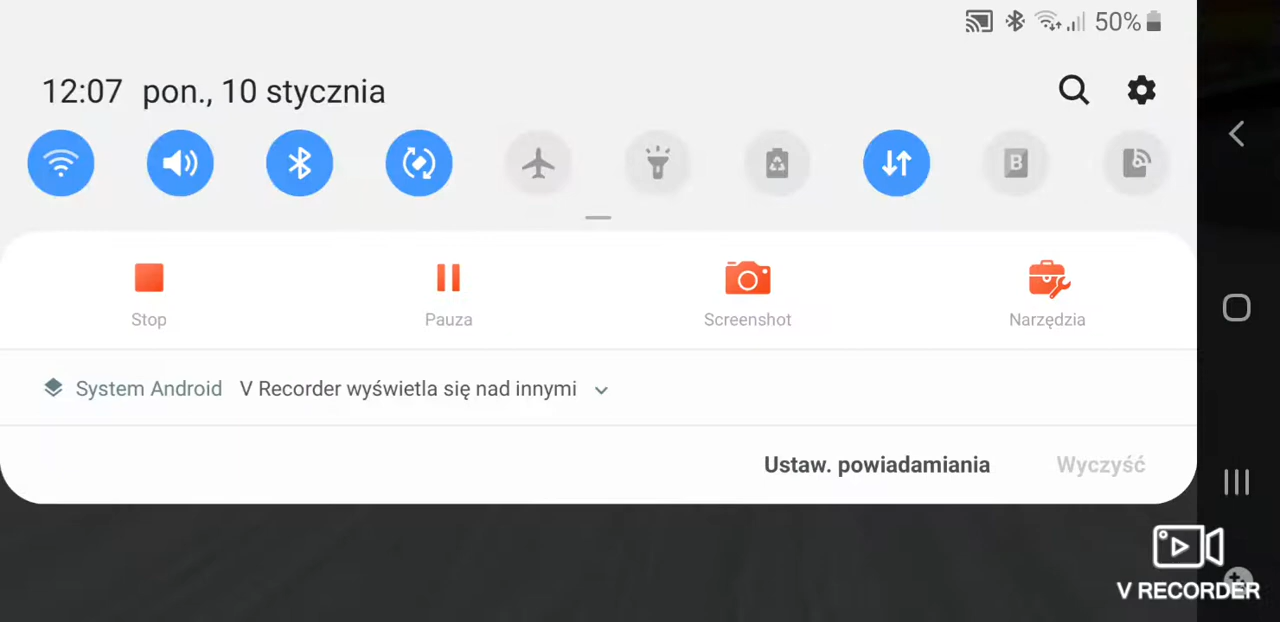 50%
12:07 pon., 10 stycznia
B
Stop Pauza Screenshot Narzędzia
System Android V Recorder wyświetla się nad innymi
Ustaw. powiadamiania Wyczyść
V RECORDER